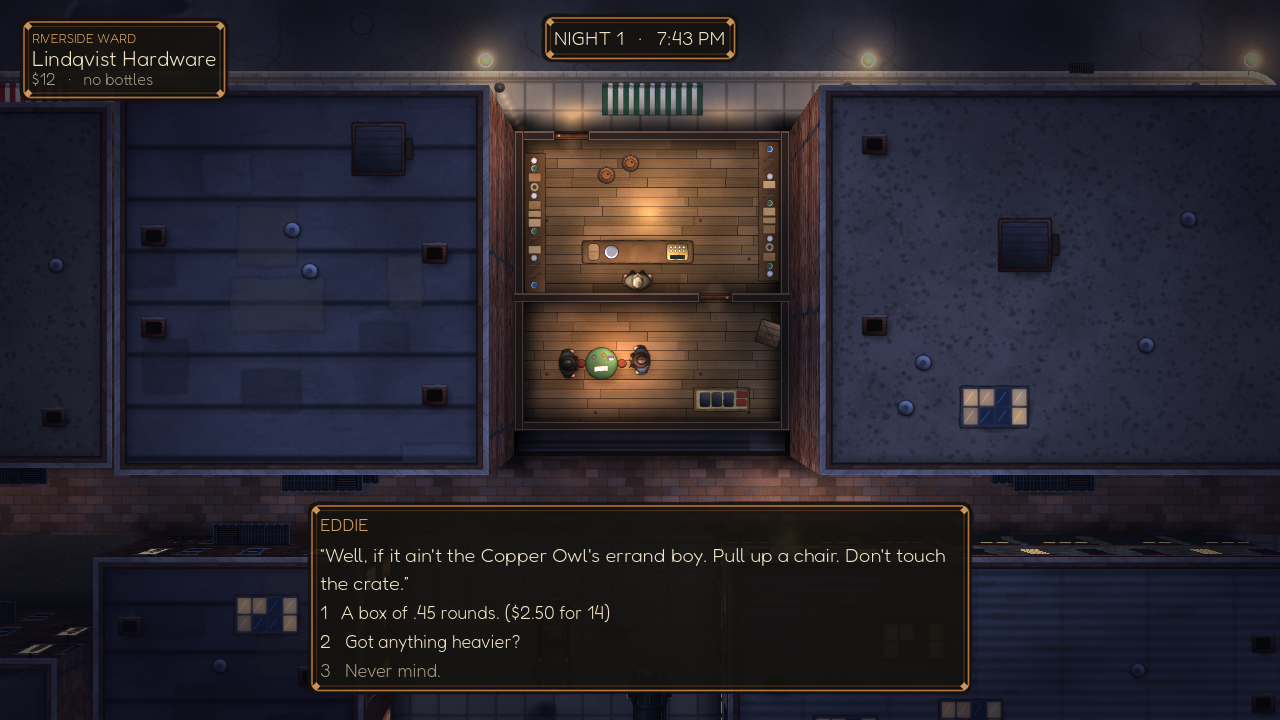 RIVERSIDE WARD
Lindqvist Hardware
$12 · no bottles
NIGHT 1 · 7:43 PM
EDDIE
“Well, if it ain't the Copper Owl's errand boy. Pull up a chair. Don't touch
the crate.”
1 A box of .45 rounds. ($2.50 for 14)
2 Got anything heavier?
3 Never mind.